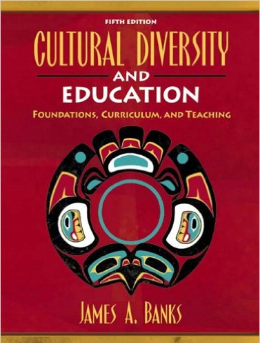 FIFTH EDITION
CULTURAL DIVERSITY
AND
EDUCATION
FOUNDATIONS, CURRICULUM, AND TEACHING
JAMES A. BANKS